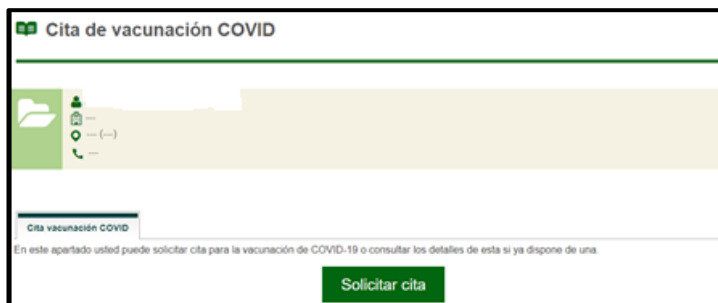 Cita de vacunación COVID
---
--- (---)
---
Cita vacunación COVID
En este apartado usted puede solicitar cita para la vacunación de COVID-19 o consultar los detalles de esta si ya dispone de una.
Solicitar cita